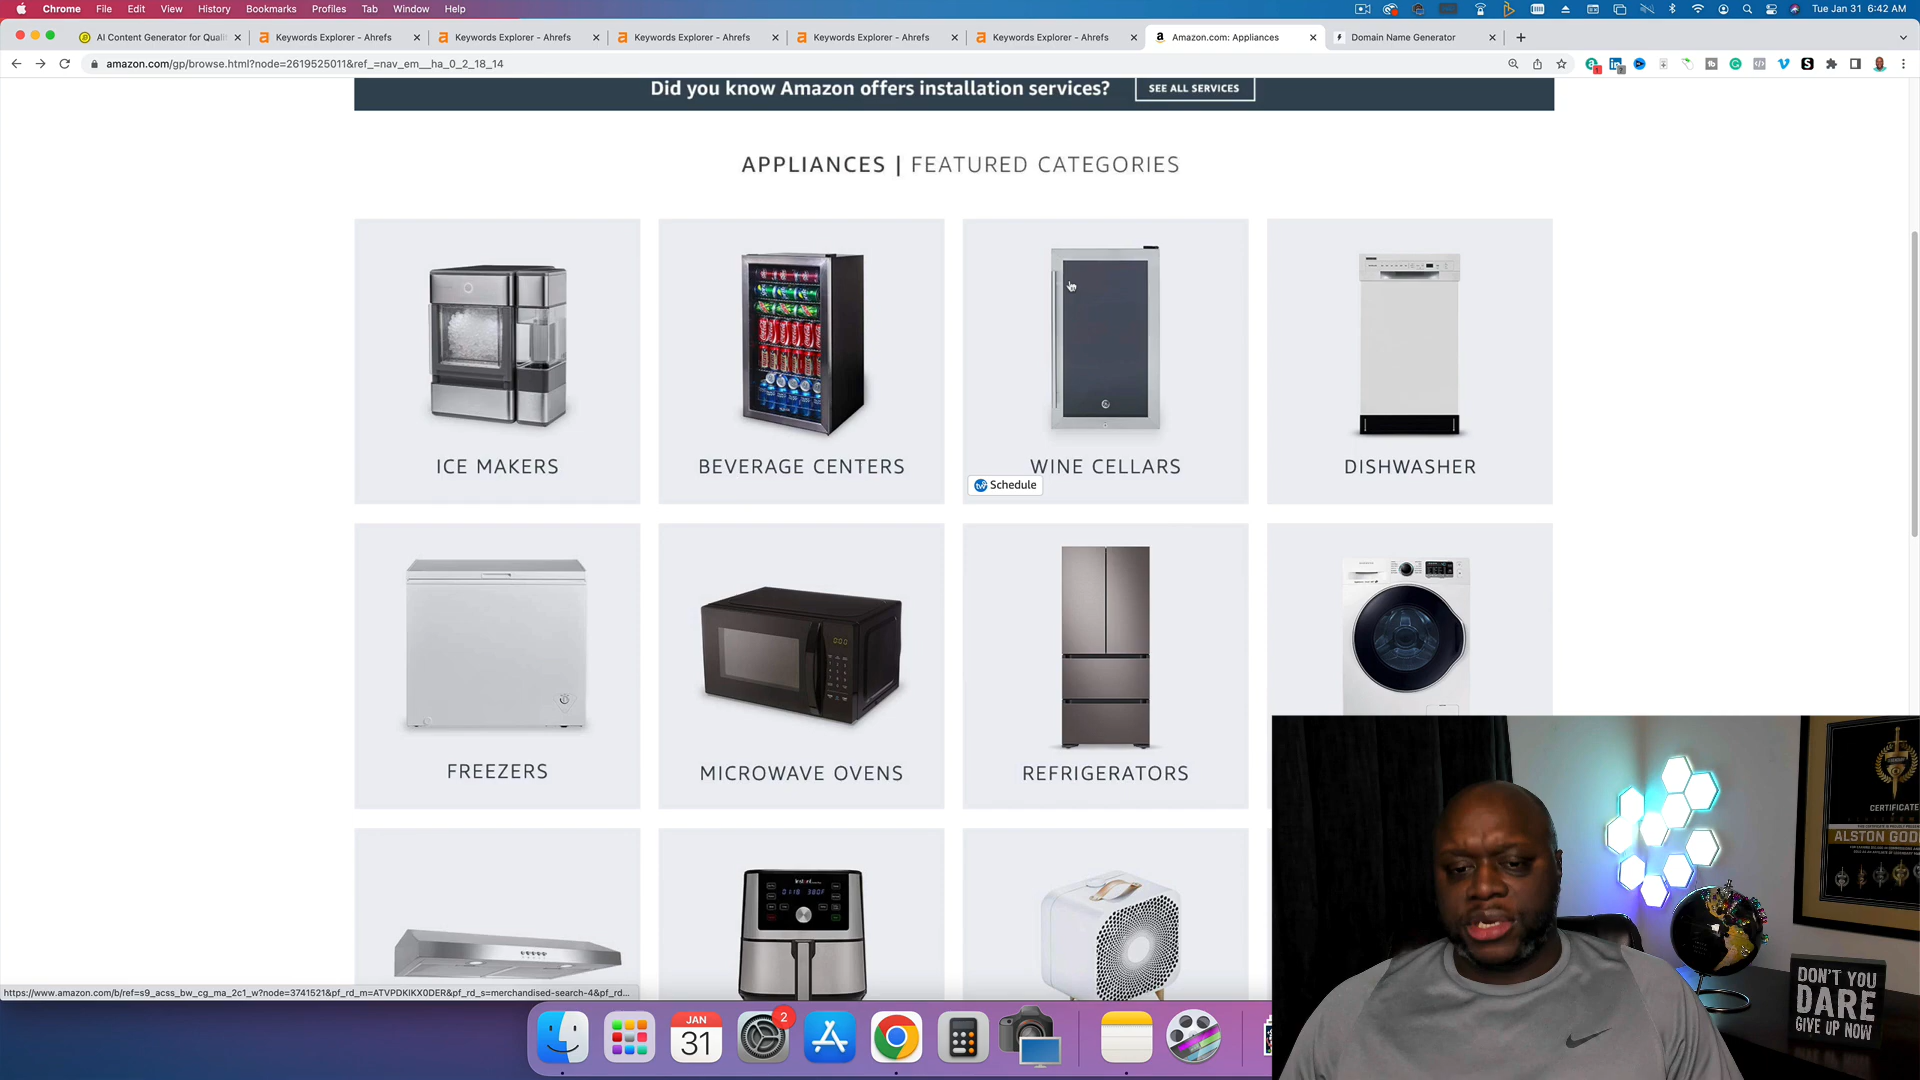 Chrome File Edit View History Bookmarks Profiles Tab Window Help
Tue Jan 31 6:42 AM
AI Content Generator for Quali
Keywords Explorer - Ahrefs
Keywords Explorer - Ahrefs
Keywords Explorer - Ahrefs
Keywords Explorer - Ahrefs
Keywords Explorer - Ahrefs
Amazon.com: Appliances
Domain Name Generator
amazon.com/gp/browse.html?node=2619525011&ref_=nav_em__ha_0_2_18_14
Did you know Amazon offers installation services?
SEE ALL SERVICES
APPLIANCES | FEATURED CATEGORIES
ICE MAKERS
BEVERAGE CENTERS
WINE CELLARS
DISHWASHER
Schedule
FREEZERS
MICROWAVE OVENS
REFRIGERATORS
https://www.amazon.com/b/ref=s9_acss_bw_cg_ma_2c1_w?node=3741521&pf_rd_m=ATVPDKIKX0DER&pf_rd_s=merchandised-search-4&pf_rd...
JAN
31
2
CERTIFICATE
ALSTON GOD
DON'T YOU
DARE
GIVE UP NOW